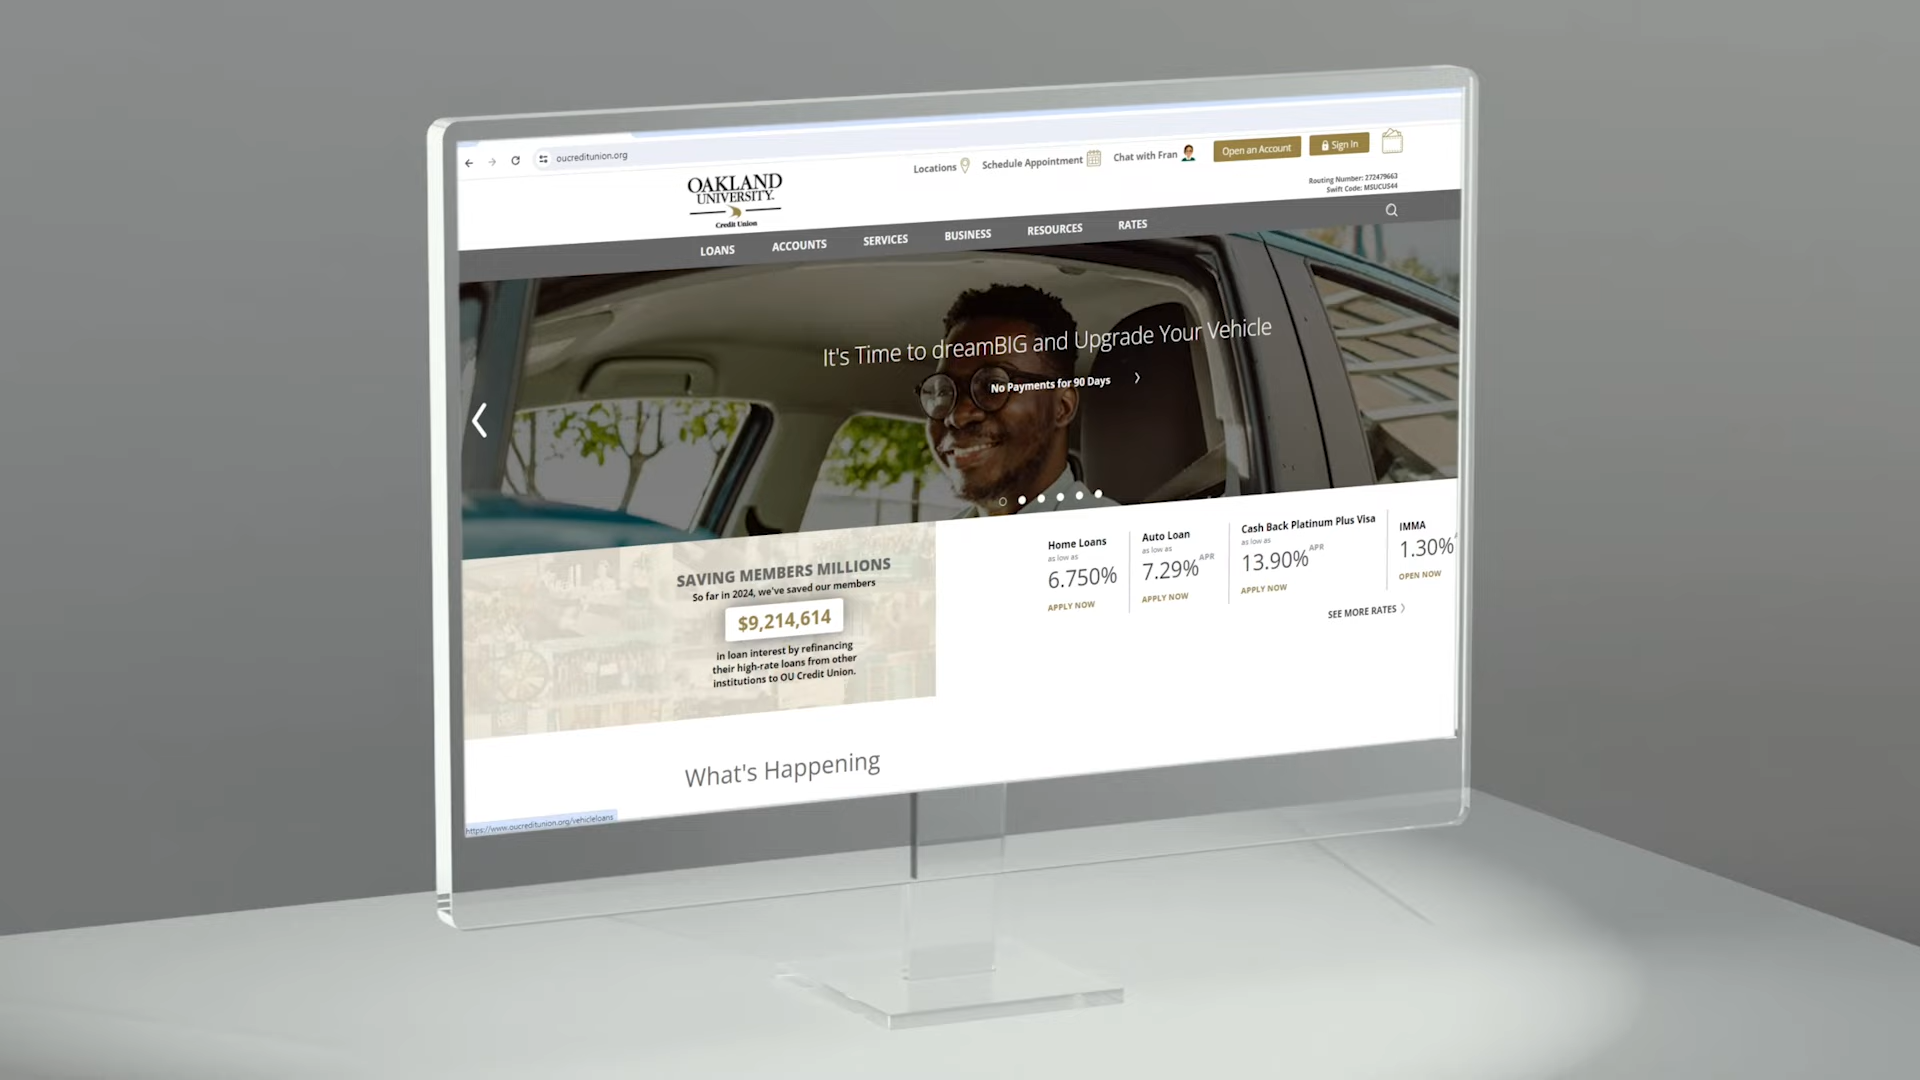 oucreditunion.org
Locations
Schedule Appointment
Chat with Fran
Open an Account
Sign In
Routing Number: 272479663
Swift Code: MSUCUS44
OAKLAND
UNIVERSITY.
Credit Union
LOANS ACCOUNTS SERVICES BUSINESS RESOURCES RATES
It's Time to dreamBIG and Upgrade Your Vehicle
No Payments for 90 Days
SAVING MEMBERS MILLIONS
So far in 2024, we've saved our members
$9,214,614
in loan interest by refinancing
their high-rate loans from other
institutions to OU Credit Union.
Home Loans
as low as
6.750%
APPLY NOW
Auto Loan
as low as
7.29% APR
APPLY NOW
Cash Back Platinum Plus Visa
as low as
13.90% APR
APPLY NOW
IMMA
1.30%
OPEN NOW
SEE MORE RATES
What's Happening
https://www.oucreditunion.org/vehicleloans